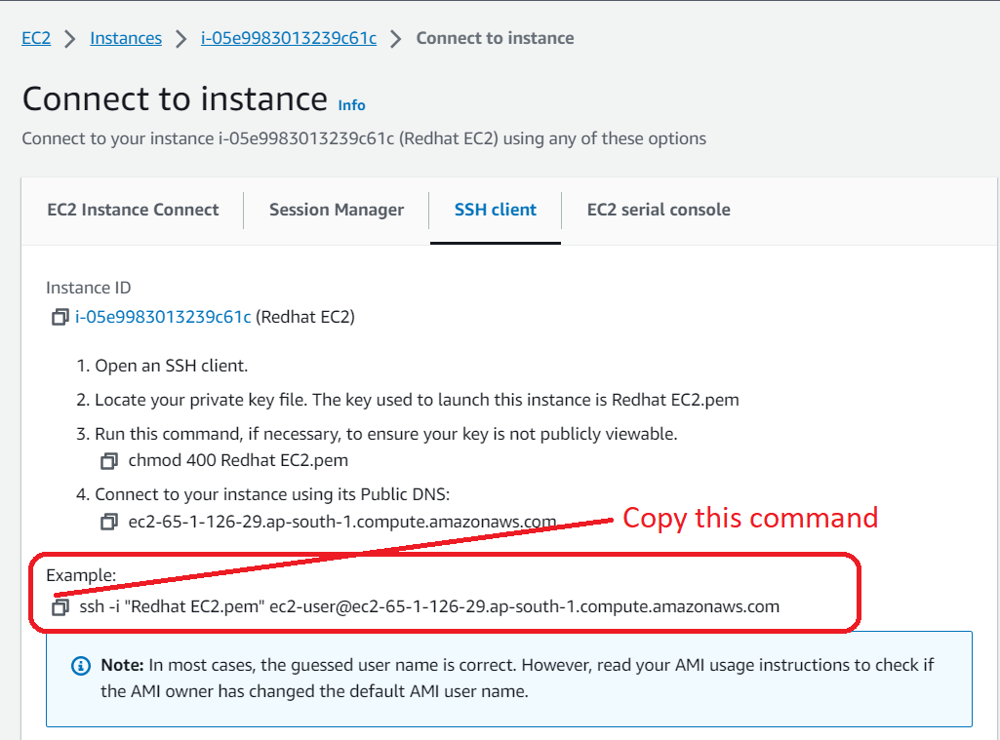 EC2 > Instances > i-05e9983013239c61c > Connect to instance
Connect to instance Info
Connect to your instance i-05e9983013239c61c (Redhat EC2) using any of these options
EC2 Instance Connect Session Manager SSH client EC2 serial console
Instance ID
i-05e9983013239c61c (Redhat EC2)
1. Open an SSH client.
2. Locate your private key file. The key used to launch this instance is Redhat EC2.pem
3. Run this command, if necessary, to ensure your key is not publicly viewable.
chmod 400 Redhat EC2.pem
4. Connect to your instance using its Public DNS:
ec2-65-1-126-29.ap-south-1.compute.amazonaws.com
Copy this command
Example:
ssh -i "Redhat EC2.pem" ec2-user@ec2-65-1-126-29.ap-south-1.compute.amazonaws.com
Note: In most cases, the guessed user name is correct. However, read your AMI usage instructions to check if
the AMI owner has changed the default AMI user name.